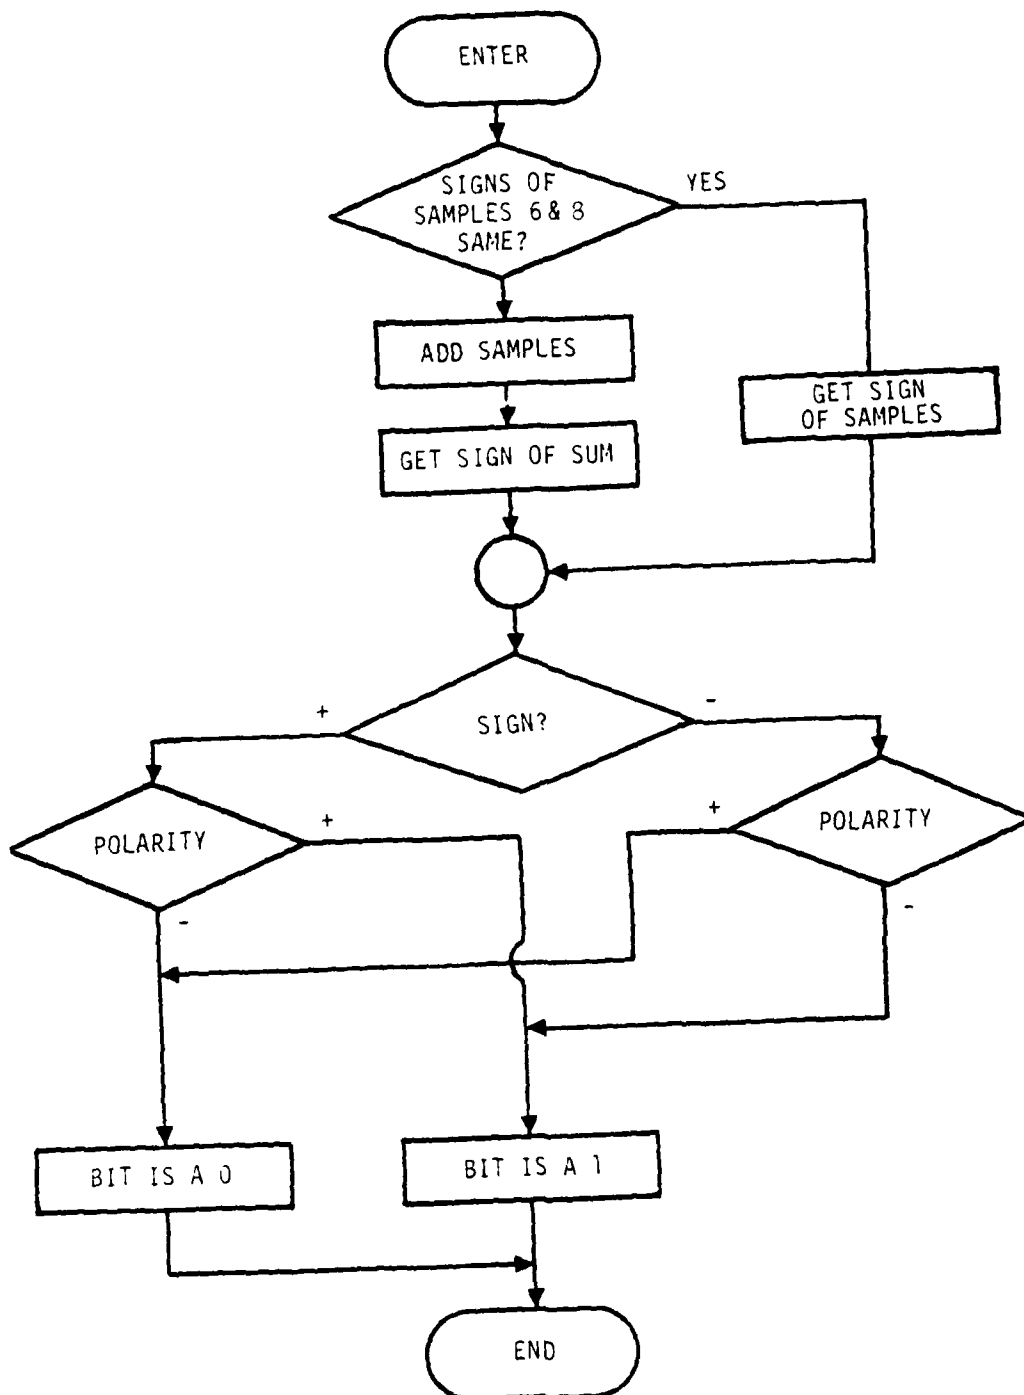 ENTER
SIGNS OF
SAMPLES 6 & 8
SAME?
YES
ADD SAMPLES
GET SIGN
OF SAMPLES
GET SIGN OF SUM
SIGN?
+
-
POLARITY
+
-
POLARITY
+
-
BIT IS A 0
BIT IS A 1
END